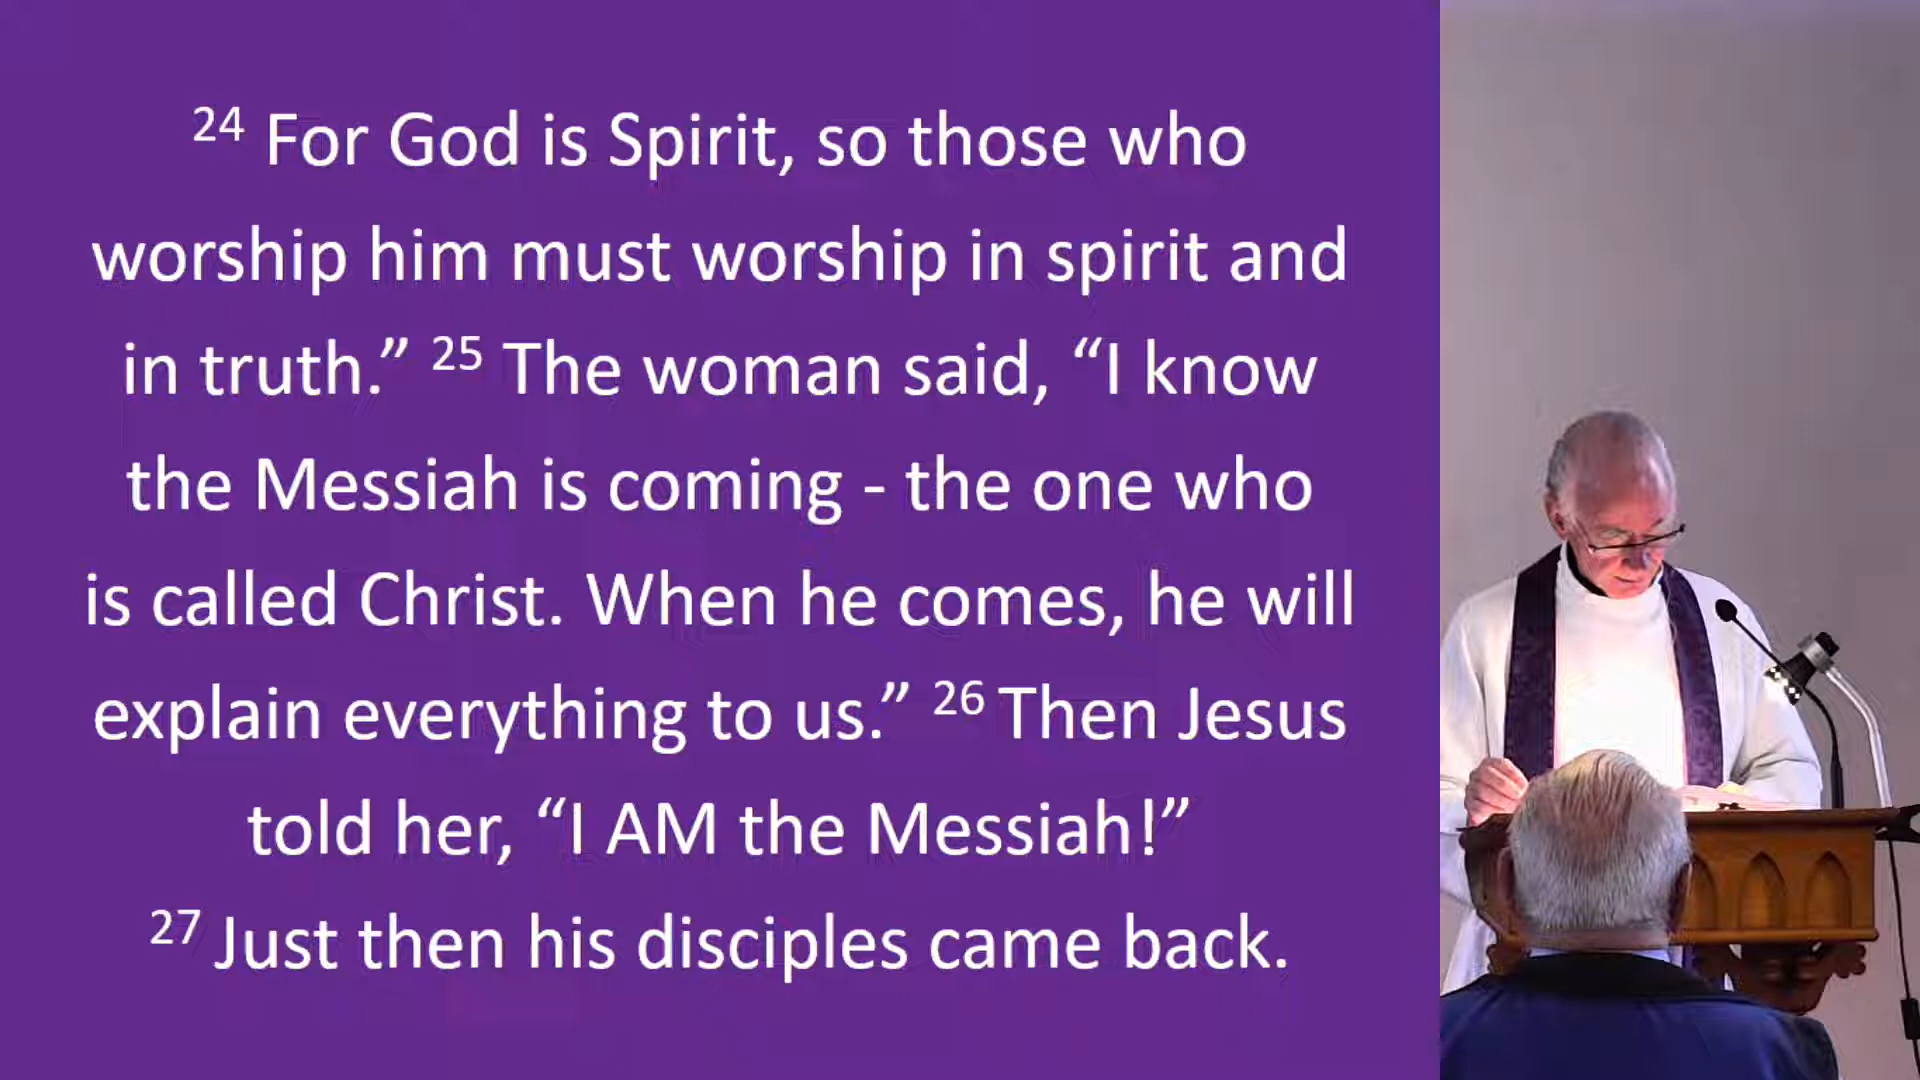 24 For God is Spirit, so those who
worship him must worship in spirit and
in truth.” 25 The woman said, “I know
the Messiah is coming - the one who
is called Christ. When he comes, he will
explain everything to us.” 26 Then Jesus
told her, “I AM the Messiah!”
27 Just then his disciples came back.